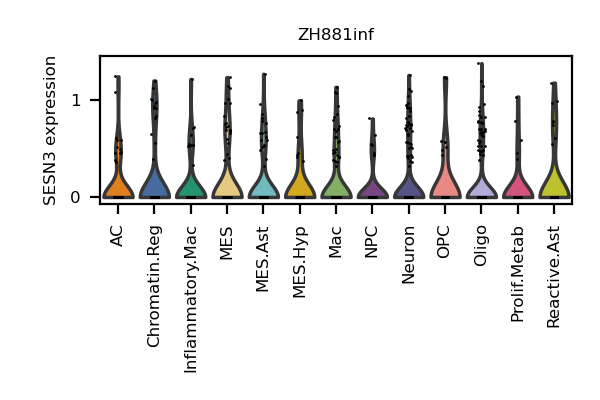 ZH881inf
SESN3 expression
1
0
AC
Chromatin.Reg
Inflammatory.Mac
MES
MES.Ast
MES.Hyp
Mac
NPC
Neuron
OPC
Oligo
Prolif.Metab
Reactive.Ast